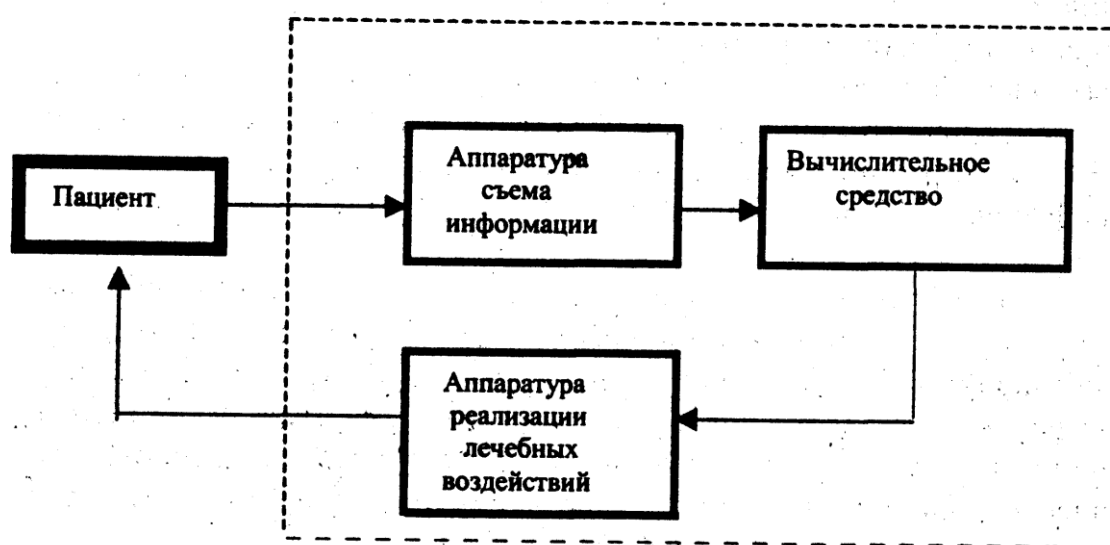 Пациент
Аппаратура
съема
информации
Вычислительное
средство
Аппаратура
реализации
лечебных
воздействий